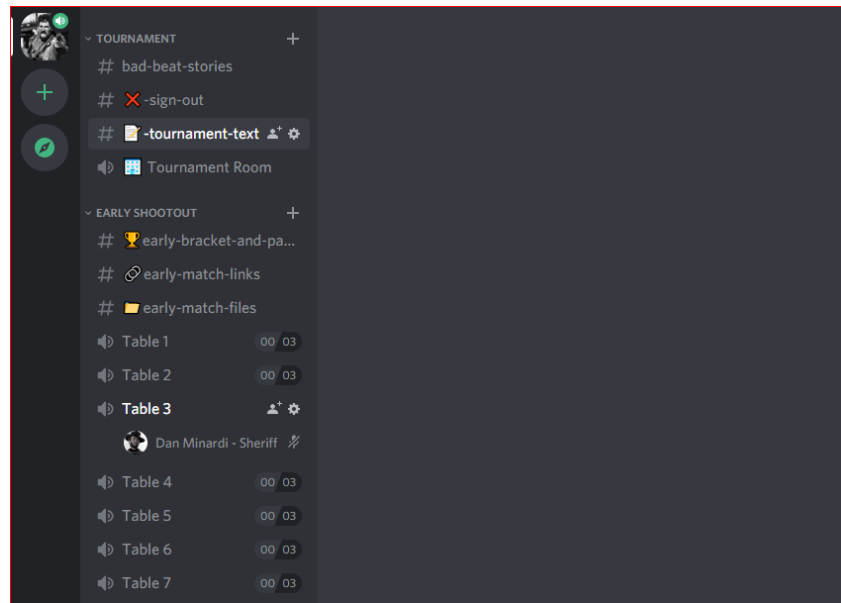 TOURNAMENT
bad-beat-stories
-sign-out
-tournament-text
Tournament Room
EARLY SHOOTOUT
early-bracket-and-pa...
early-match-links
early-match-files
Table 1 00 03
Table 2 00 03
Table 3
Dan Minardi - Sheriff
Table 4 00 03
Table 5 00 03
Table 6 00 03
Table 7 00 03